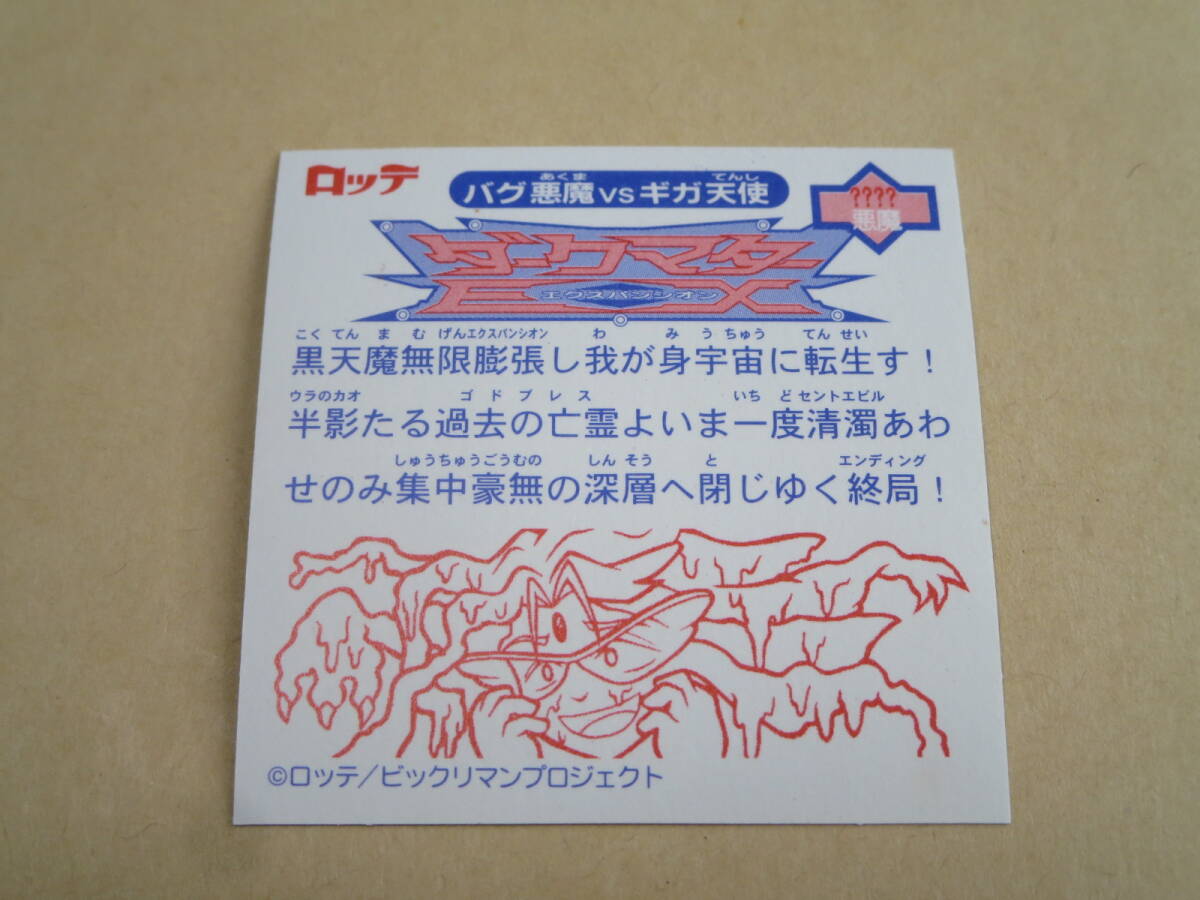 ロッテ
あくま てんし
バグ悪魔vsギガ天使
????
悪魔
ダークマター
EX
エクスパンシオン
こくてんまむげんエクスパンシオン わ みうちゅう てんせい
黒天魔無限膨張し我が身宇宙に転生す!
ウラのカオ ゴドブレス いちどセントエビル
半影たる過去の亡霊よいま一度清濁あわ
しゅうちゅうごうむの しんそう と エンディング
せのみ集中豪無の深層へ閉じゆく終局!
©ロッテ/ビックリマンプロジェクト